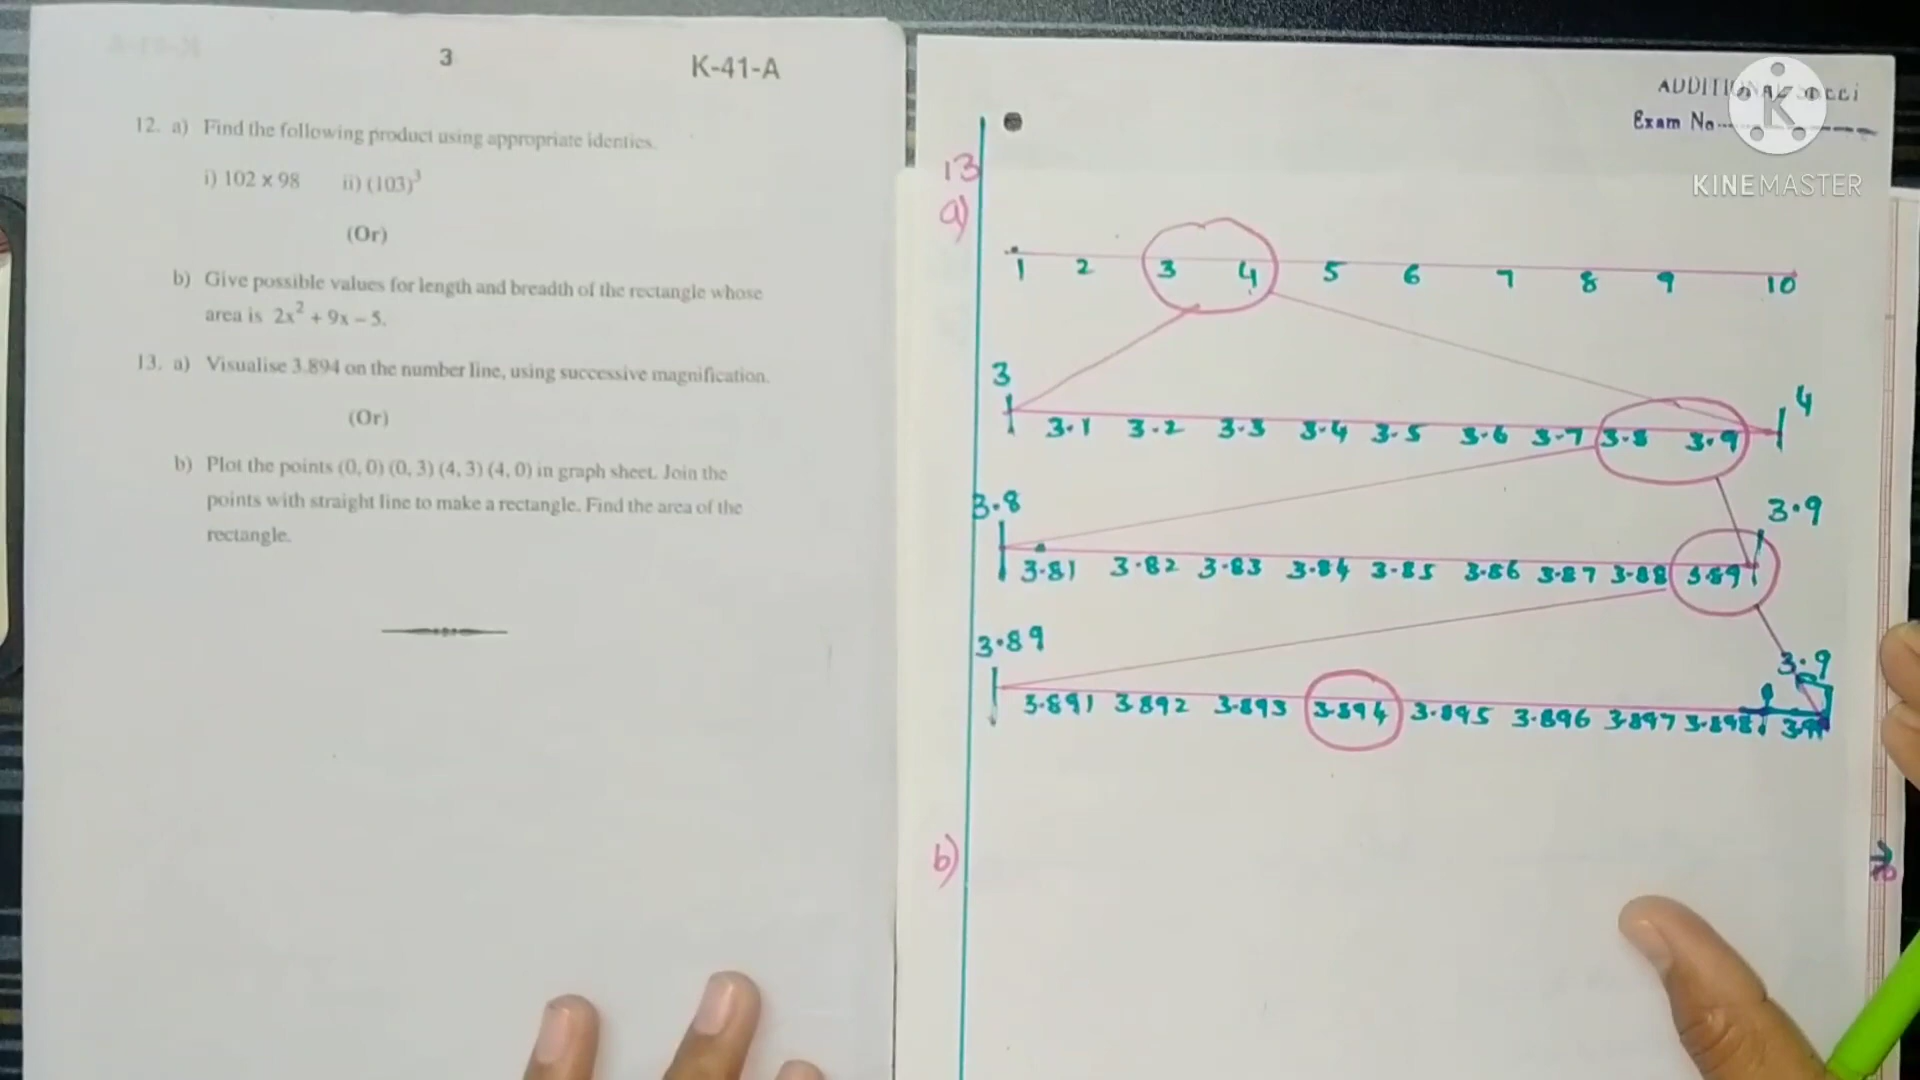 3
K-41-A
12. a) Find the following product using appropriate identies.
i) 102 x 98 ii) (103)³
(Or)
b) Give possible values for length and breadth of the rectangle whose
area is 2x² + 9x – 5.
13. a) Visualise 3.894 on the number line, using successive magnification.
(Or)
b) Plot the points (0, 0) (0, 3) (4, 3) (4, 0) in graph sheet. Join the
points with straight line to make a rectangle. Find the area of the
rectangle.
Exam No
KINEMASTER
13
a)
1 2 3 4 5 6 7 8 9 10
3 4
3.1 3.2 3.3 3.4 3.5 3.6 3.7 3.8 3.9
3.8 3.9
3.81 3.82 3.83 3.84 3.85 3.86 3.87 3.88 3.89
3.89 3.9
3.891 3.892 3.893 3.894 3.895 3.896 3.897 3.898
b)